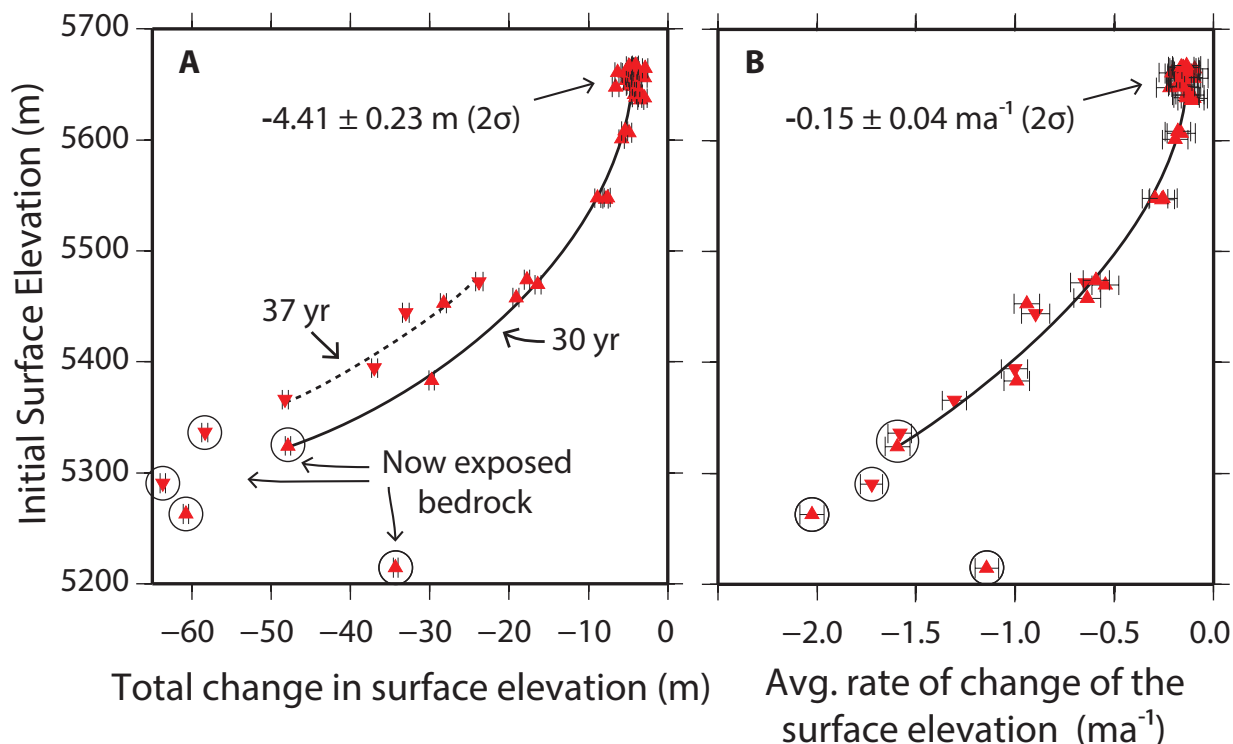 A
B
5700
5600
5500
5400
5300
5200
Initial Surface Elevation (m)
-4.41 ± 0.23 m (2σ)
37 yr
30 yr
Now exposed
bedrock
−60 −50 −40 −30 −20 −10 0
Total change in surface elevation (m)
-0.15 ± 0.04 ma⁻¹ (2σ)
−2.0 −1.5 −1.0 −0.5 0.0
Avg. rate of change of the
surface elevation (ma⁻¹)